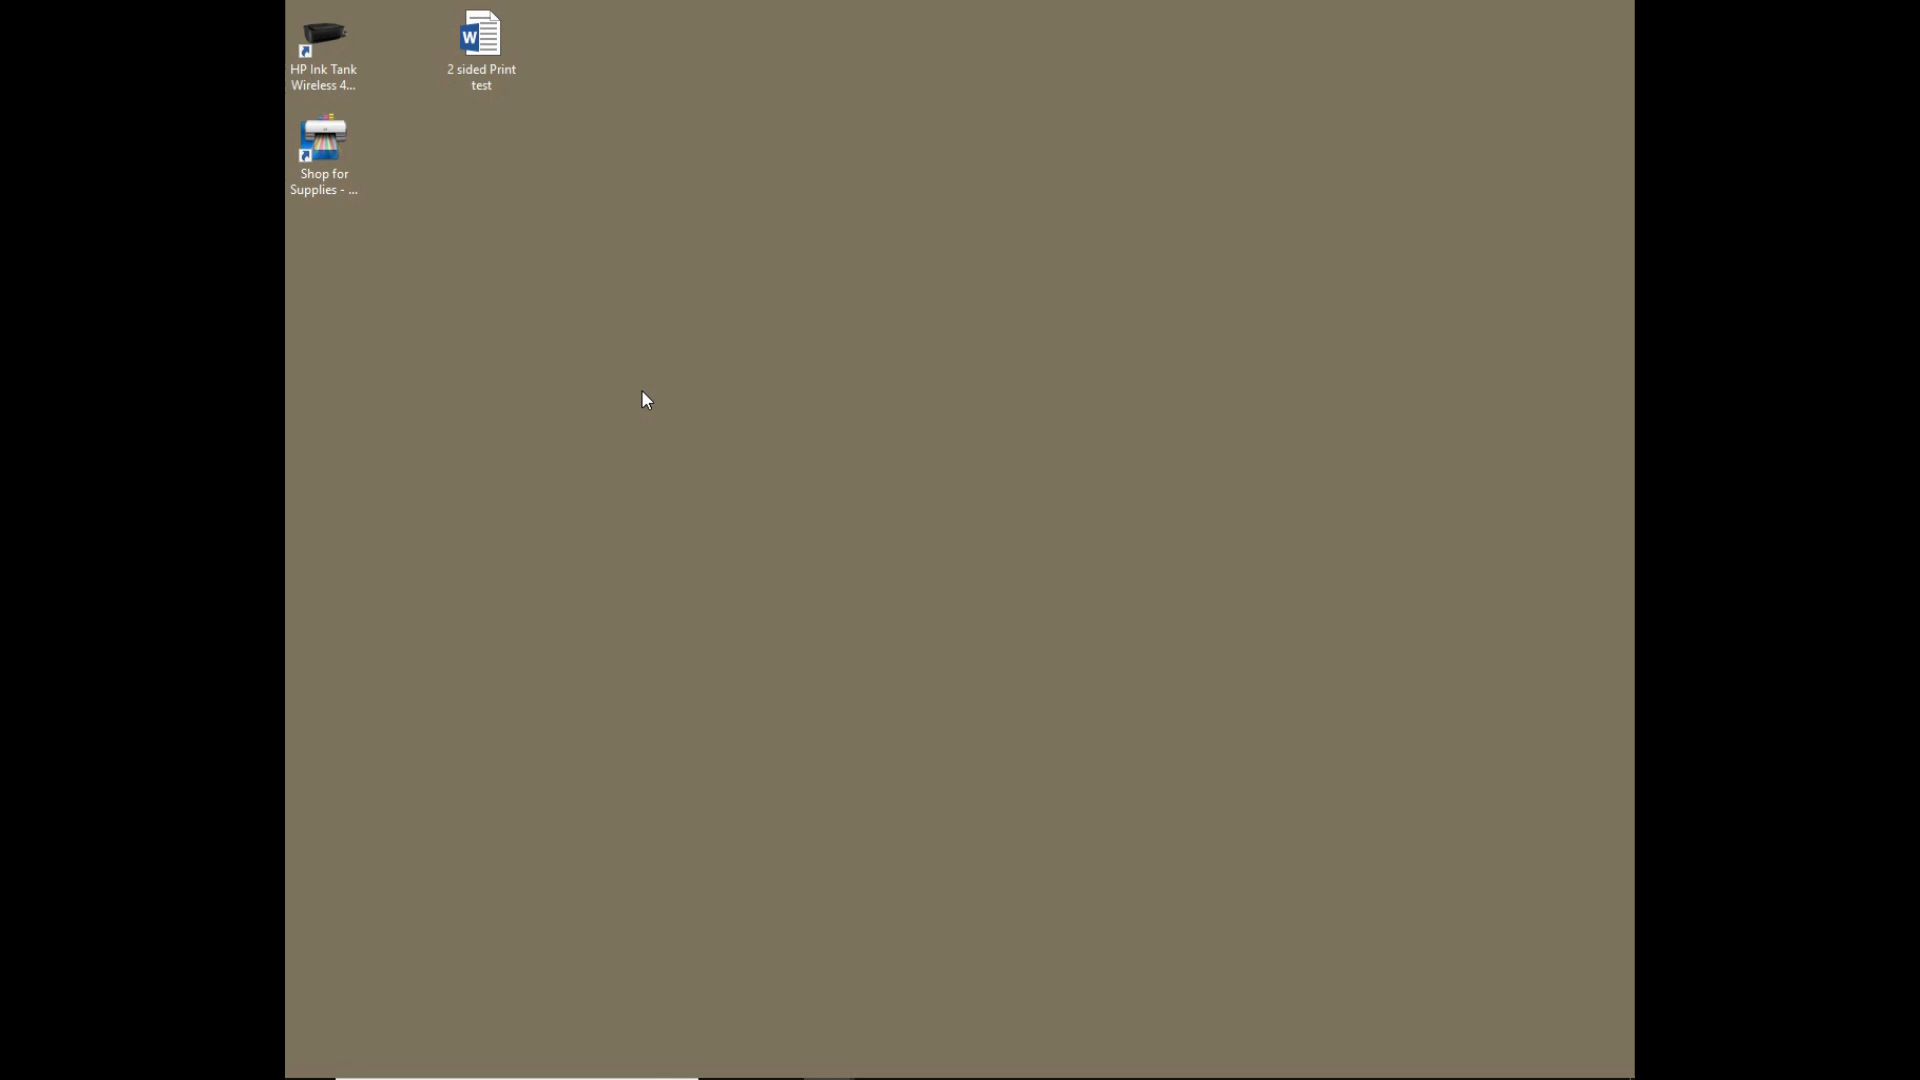 HP Ink Tank
Wireless 4...
2 sided Print
test
Shop for
Supplies - ...